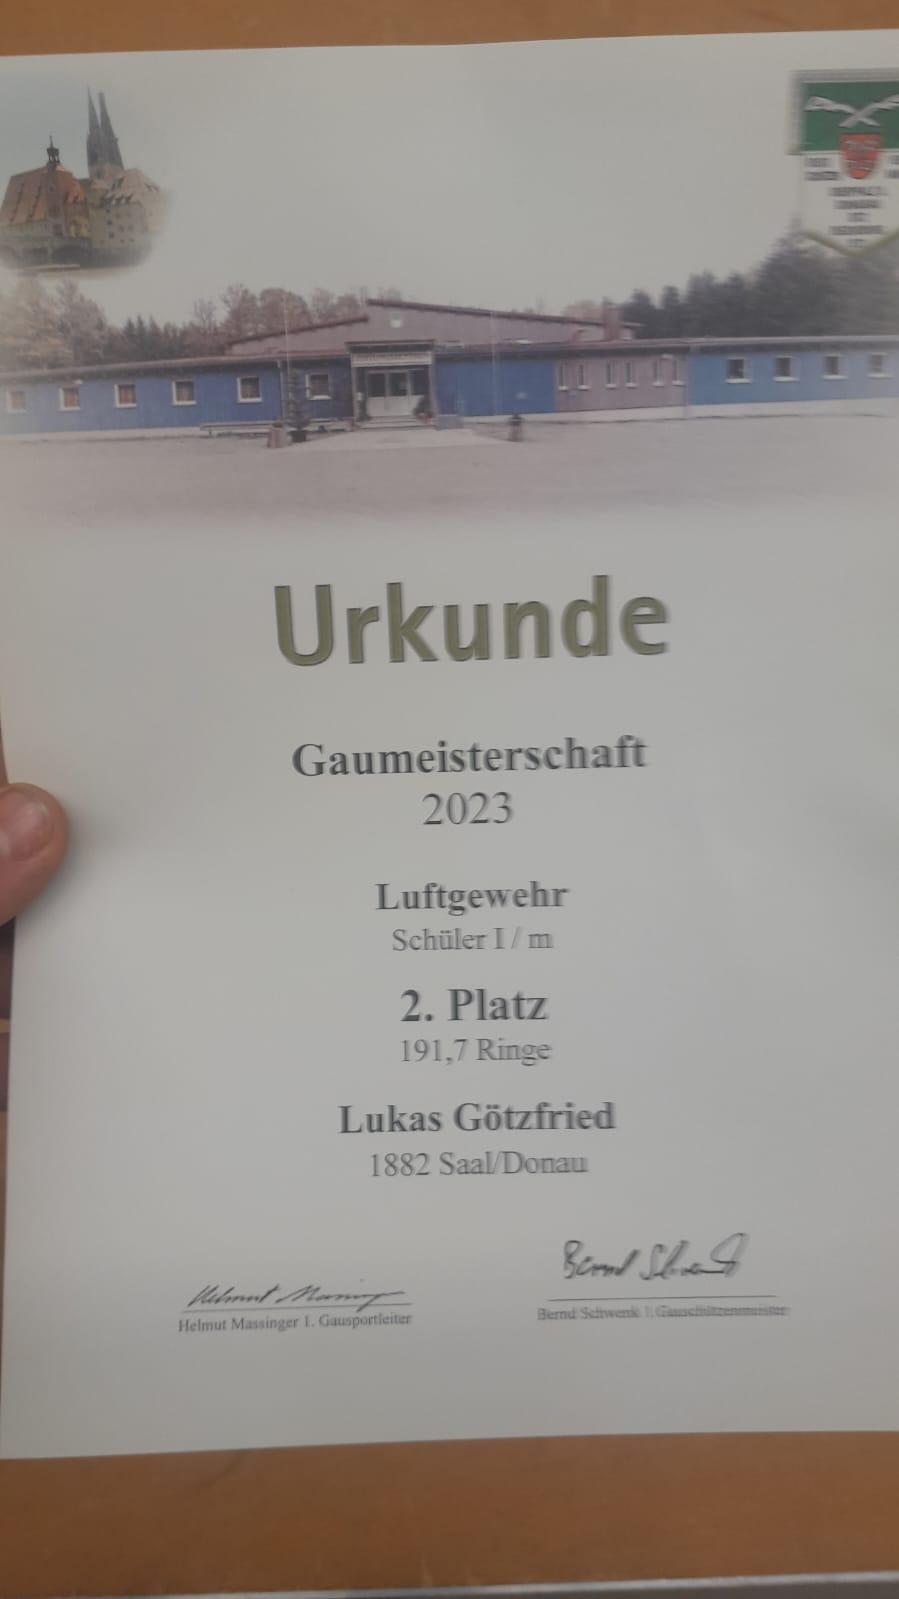 Urkunde
Gaumeisterschaft
2023
Luftgewehr
Schüler I / m
2. Platz
191,7 Ringe
Lukas Götzfried
1882 Saal/Donau
Helmut Massinger 1. Gausportleiter
Bernd Schwenk 1. Gauschützenmeister